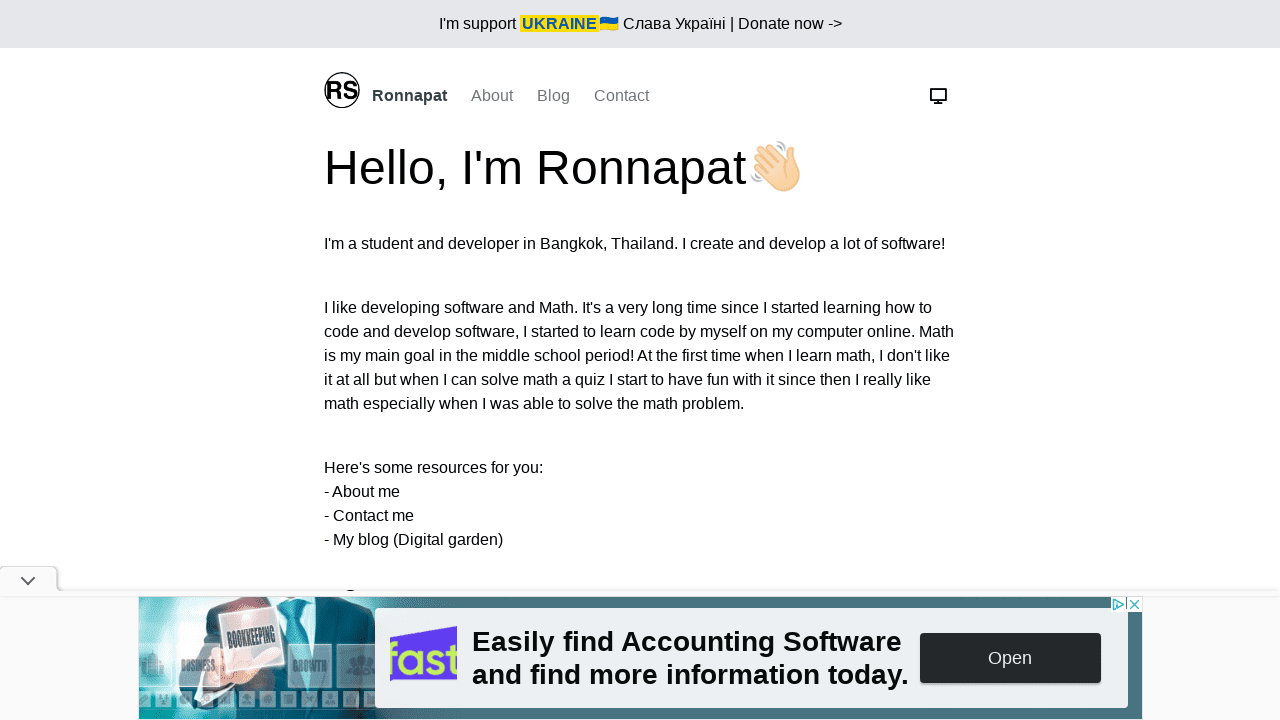 I'm support UKRAINE🇺🇦 Слава Україні | Donate now ->
RS Ronnapat About Blog Contact
Hello, I'm Ronnapat👋🏻
I'm a student and developer in Bangkok, Thailand. I create and develop a lot of software!
I like developing software and Math. It's a very long time since I started learning how to
code and develop software, I started to learn code by myself on my computer online. Math
is my main goal in the middle school period! At the first time when I learn math, I don't like
it at all but when I can solve math a quiz I start to have fun with it since then I really like
math especially when I was able to solve the math problem.
Here's some resources for you:
- About me
- Contact me
- My blog (Digital garden)
BOOKKEEPING
BUSINESS
GROWTH
fast
Easily find Accounting Software
and find more information today.
Open